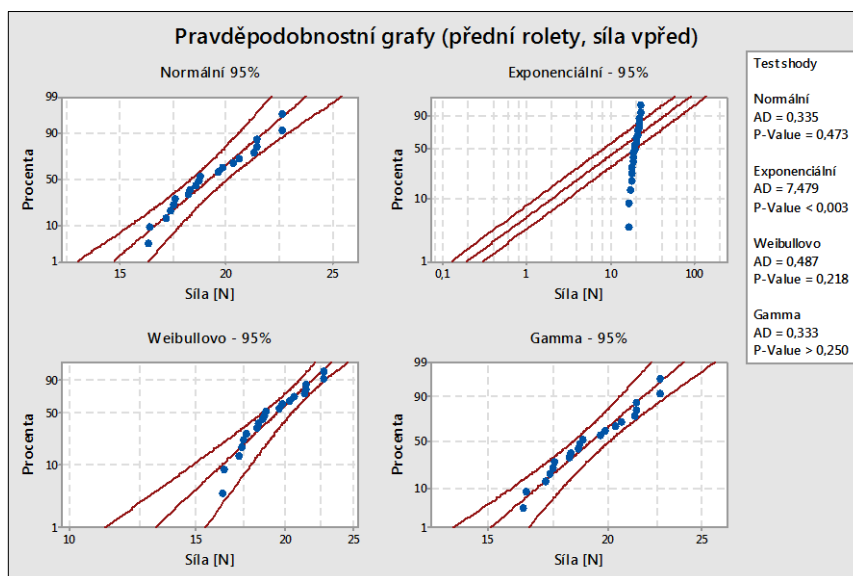 Pravděpodobnostní grafy (přední rolety, síla vpřed)
Normální 95%
99
90
50
10
1
Procenta
15
20
25
Síla [N]
Exponenciální - 95%
90
50
10
1
Procenta
0,1
1
10
100
Síla [N]
Weibullovo - 95%
90
50
10
1
Procenta
10
15
20
25
Síla [N]
Gamma - 95%
99
90
50
10
1
Procenta
15
20
25
Síla [N]
Test shody
Normální
AD = 0,335
P-Value = 0,473
Exponenciální
AD = 7,479
P-Value < 0,003
Weibullovo
AD = 0,487
P-Value = 0,218
Gamma
AD = 0,333
P-Value > 0,250